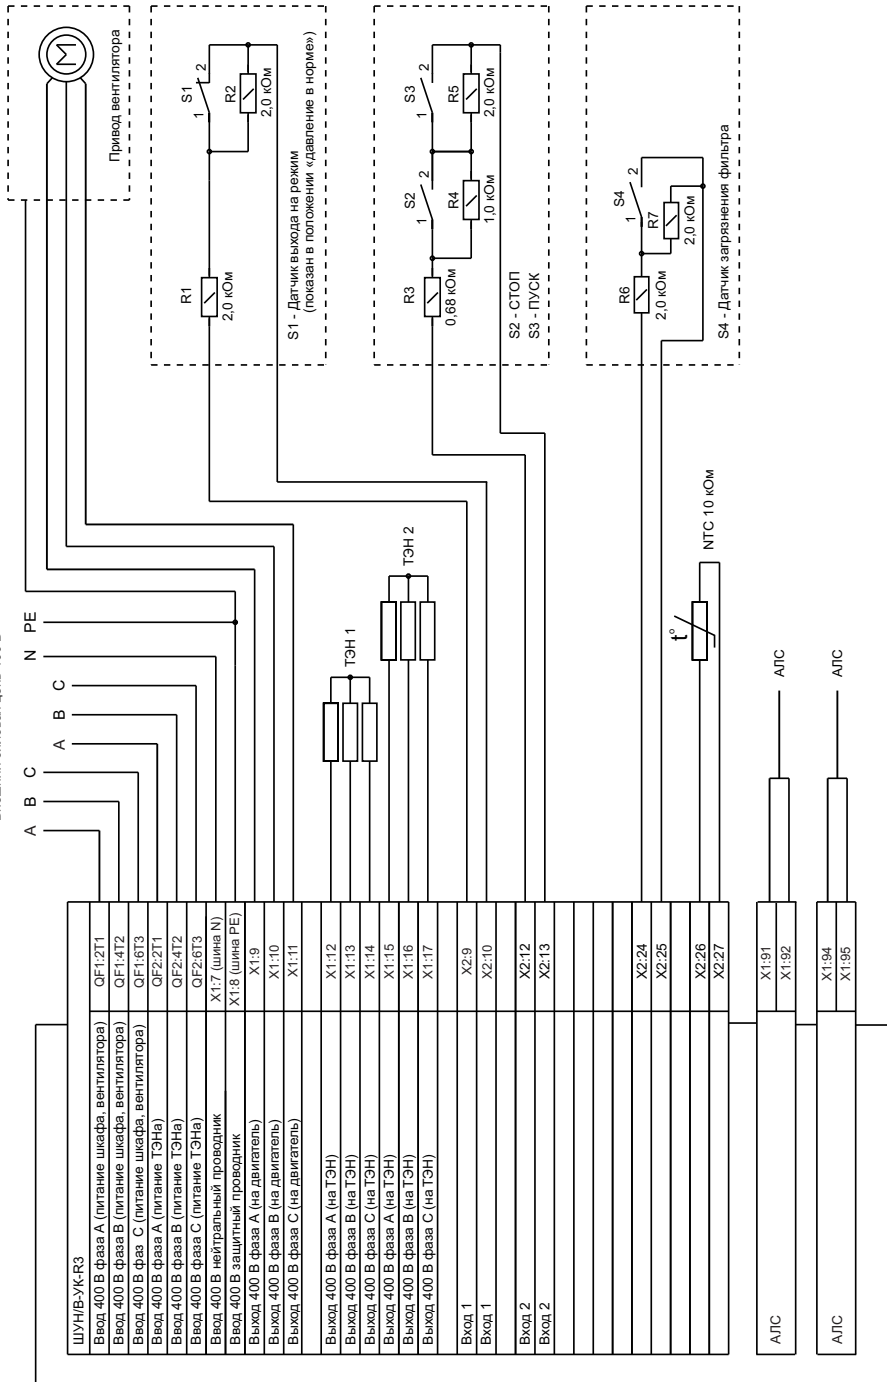 Привод вентилятора
M
S1
1
2
R2
2,0 кОм
R1
2,0 кОм
S1 - Датчик выхода на режим
(показан в положении «давление в норме»)
S3
1
2
R5
2,0 кОм
S2
1
2
R4
1,0 кОм
R3
0,68 кОм
S2 - СТОП
S3 - ПУСК
S4
1
2
R7
2,0 кОм
R6
2,0 кОм
S4 - Датчик загрязнения фильтра
A
B
C
A
B
C
N
PE
ТЭН 1
ТЭН 2
t°
NTC 10 кОм
АЛС
АЛС
ШУН/В-УК-R3
Ввод 400 В фаза А (питание шкафа, вентилятора) QF1:2T1
Ввод 400 В фаза В (питание шкафа, вентилятора) QF1:4T2
Ввод 400 В фаз С (питание шкафа, вентилятора) QF1:6T3
Ввод 400 В фаза А (питание ТЭНа) QF2:2T1
Ввод 400 В фаза В (питание ТЭНа) QF2:4T2
Ввод 400 В фаза С (питание ТЭНа) QF2:6T3
Ввод 400 В нейтральный проводник X1:7 (шина N)
Ввод 400 В защитный проводник X1:8 (шина PE)
Выход 400 В фаза А (на двигатель) X1:9
Выход 400 В фаза В (на двигатель) X1:10
Выход 400 В фаза С (на двигатель) X1:11
Выход 400 В фаза А (на ТЭН) X1:12
Выход 400 В фаза В (на ТЭН) X1:13
Выход 400 В фаза С (на ТЭН) X1:14
Выход 400 В фаза А (на ТЭН) X1:15
Выход 400 В фаза В (на ТЭН) X1:16
Выход 400 В фаза С (на ТЭН) X1:17
Вход 1 X2:9
Вход 1 X2:10
Вход 2 X2:12
Вход 2 X2:13
X2:24
X2:25
X2:26
X2:27
АЛС
X1:91
X1:92
АЛС
X1:94
X1:95